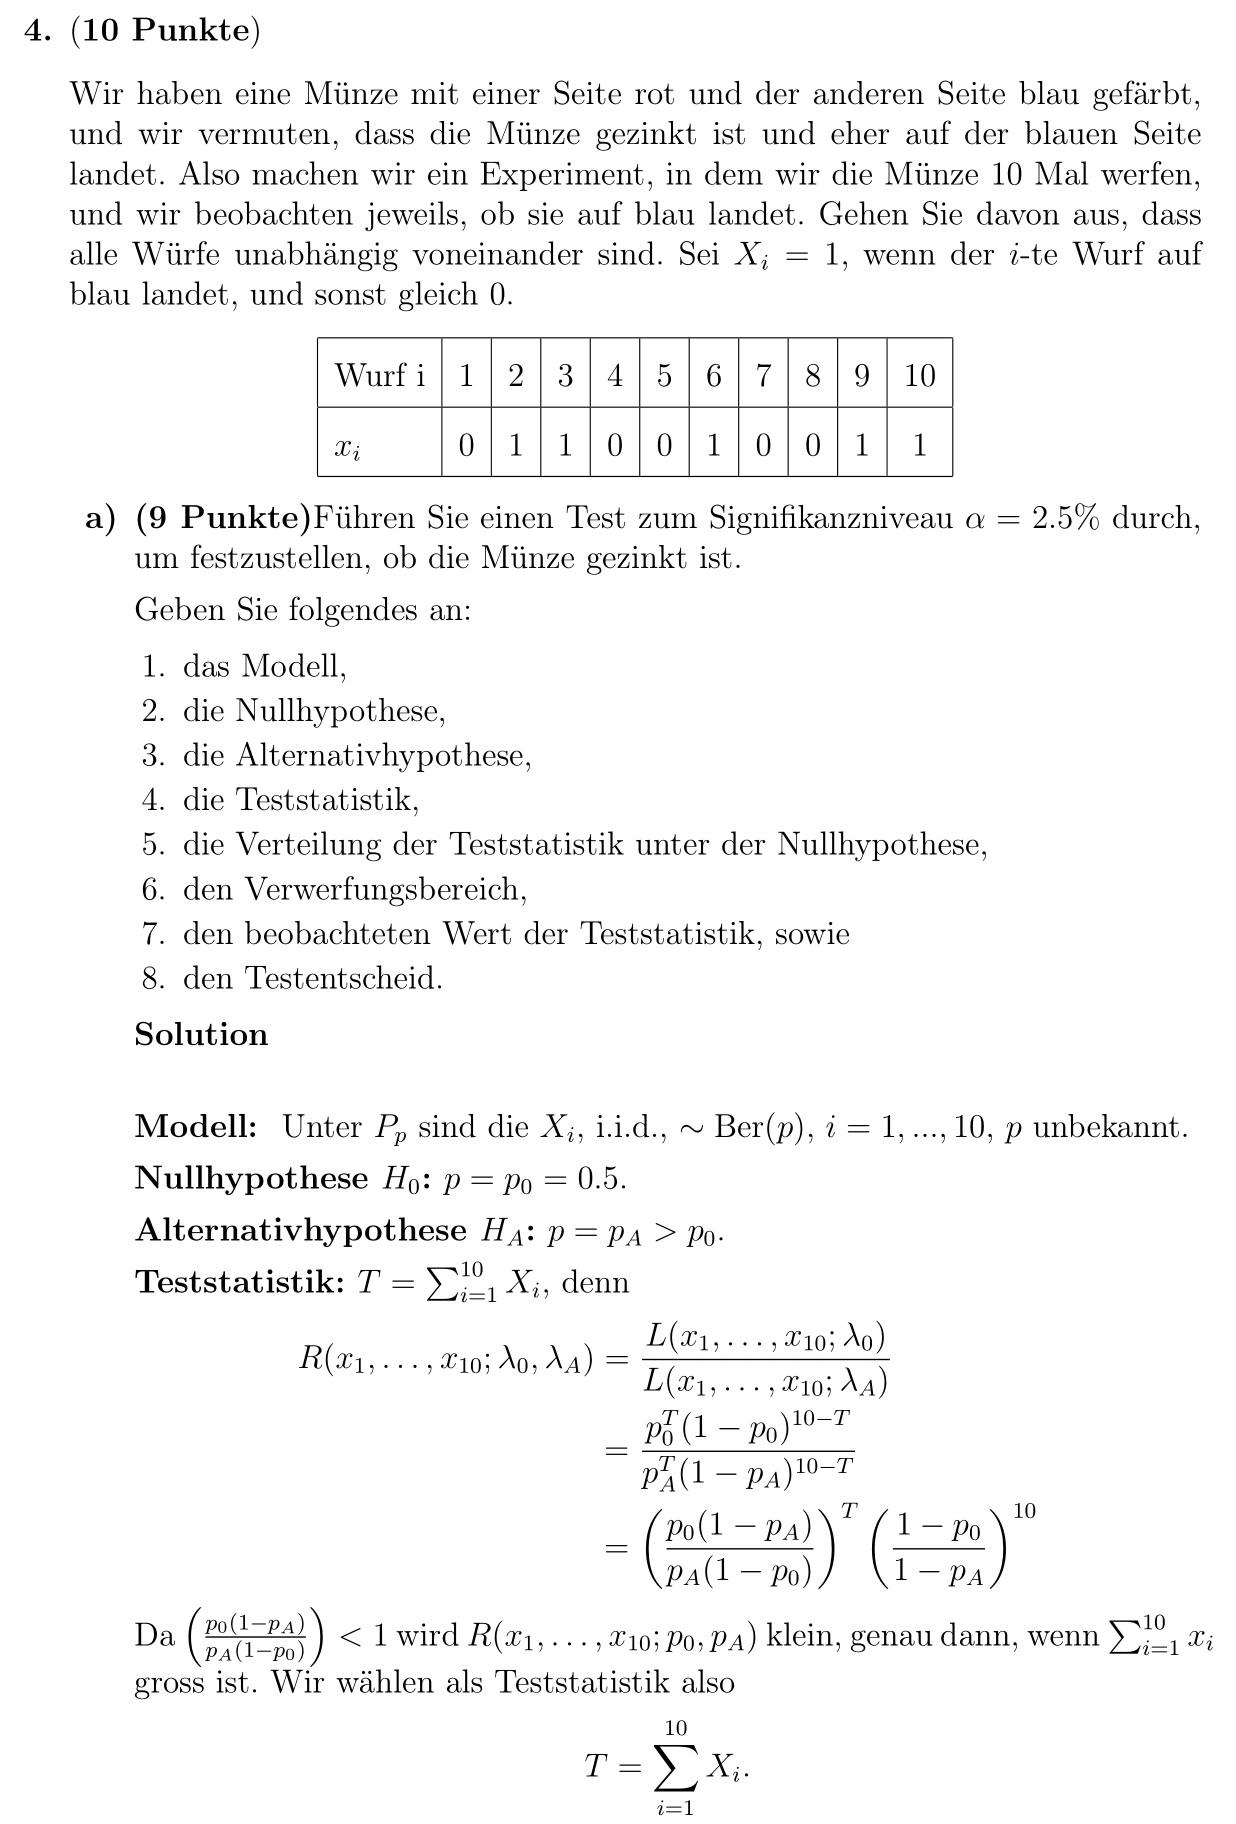 4. (10 Punkte)
Wir haben eine Münze mit einer Seite rot und der anderen Seite blau gefärbt,
und wir vermuten, dass die Münze gezinkt ist und eher auf der blauen Seite
landet. Also machen wir ein Experiment, in dem wir die Münze 10 Mal werfen,
und wir beobachten jeweils, ob sie auf blau landet. Gehen Sie davon aus, dass
alle Würfe unabhängig voneinander sind. Sei $X_i = 1$, wenn der $i$-te Wurf auf
blau landet, und sonst gleich 0.
Wurf i 1 2 3 4 5 6 7 8 9 10
$x_i$ 0 1 1 0 0 1 0 0 1 1
a) (9 Punkte)Führen Sie einen Test zum Signifikanzniveau $\alpha = 2.5\%$ durch,
um festzustellen, ob die Münze gezinkt ist.
Geben Sie folgendes an:
1. das Modell,
2. die Nullhypothese,
3. die Alternativhypothese,
4. die Teststatistik,
5. die Verteilung der Teststatistik unter der Nullhypothese,
6. den Verwerfungsbereich,
7. den beobachteten Wert der Teststatistik, sowie
8. den Testentscheid.
Solution
Modell: Unter $P_p$ sind die $X_i$, i.i.d., $\sim$ Ber$(p)$, $i = 1, ..., 10$, $p$ unbekannt.
Nullhypothese $H_0$: $p = p_0 = 0.5$.
Alternativhypothese $H_A$: $p = p_A > p_0$.
Teststatistik: $T = \sum_{i=1}^{10} X_i$, denn
$R(x_1, \ldots, x_{10}; \lambda_0, \lambda_A) = \frac{L(x_1, \ldots, x_{10}; \lambda_0)}{L(x_1, \ldots, x_{10}; \lambda_A)}$
$= \frac{p_0^T (1 - p_0)^{10-T}}{p_A^T (1 - p_A)^{10-T}}$
$= \left( \frac{p_0(1 - p_A)}{p_A(1 - p_0)} \right)^T \left( \frac{1 - p_0}{1 - p_A} \right)^{10}$
Da $\left( \frac{p_0(1-p_A)}{p_A(1-p_0)} \right) < 1$ wird $R(x_1, \ldots, x_{10}; p_0, p_A)$ klein, genau dann, wenn $\sum_{i=1}^{10} x_i$
gross ist. Wir wählen als Teststatistik also
$T = \sum_{i=1}^{10} X_i.$